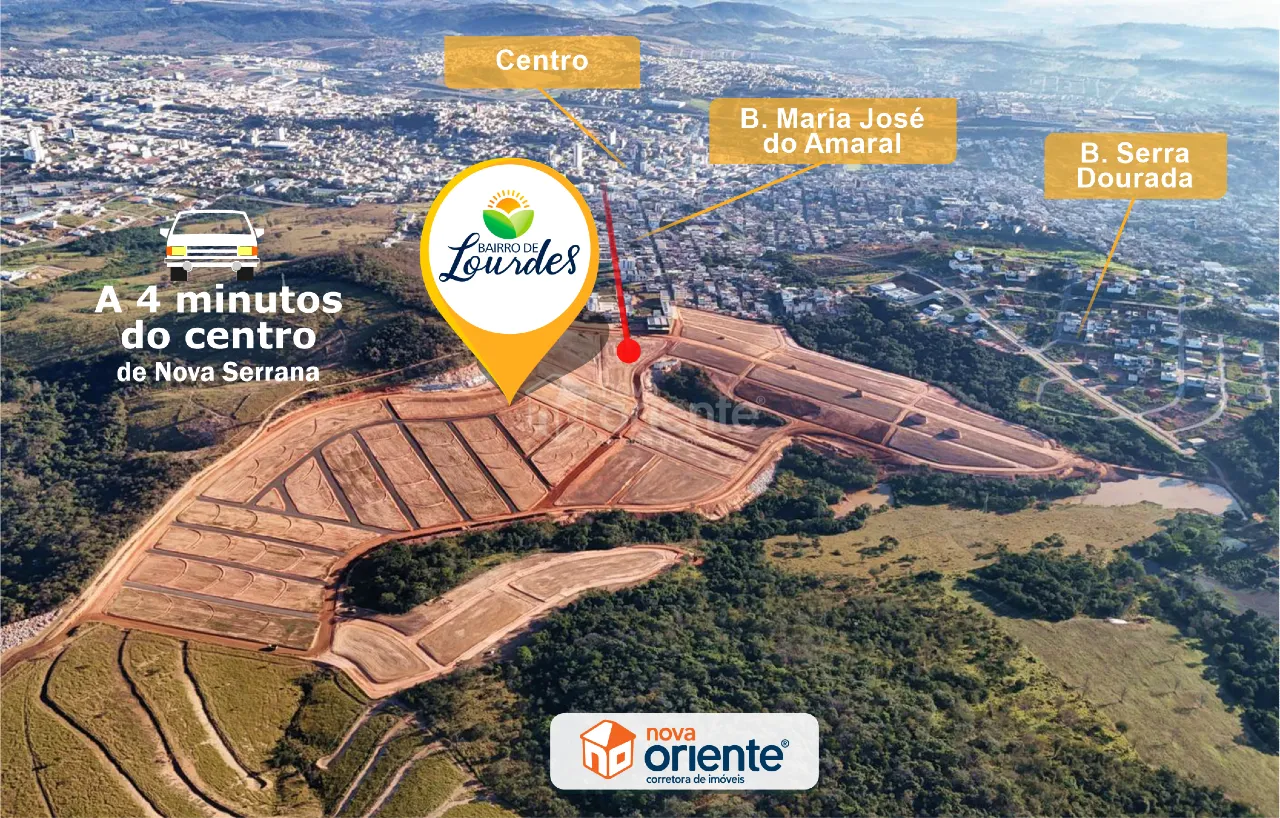 Centro
B. Maria José
do Amaral
B. Serra
Dourada
BAIRRO DE
Lourdes
A 4 minutos
do centro
de Nova Serrana
oriente®
nova
oriente®
corretora de imóveis